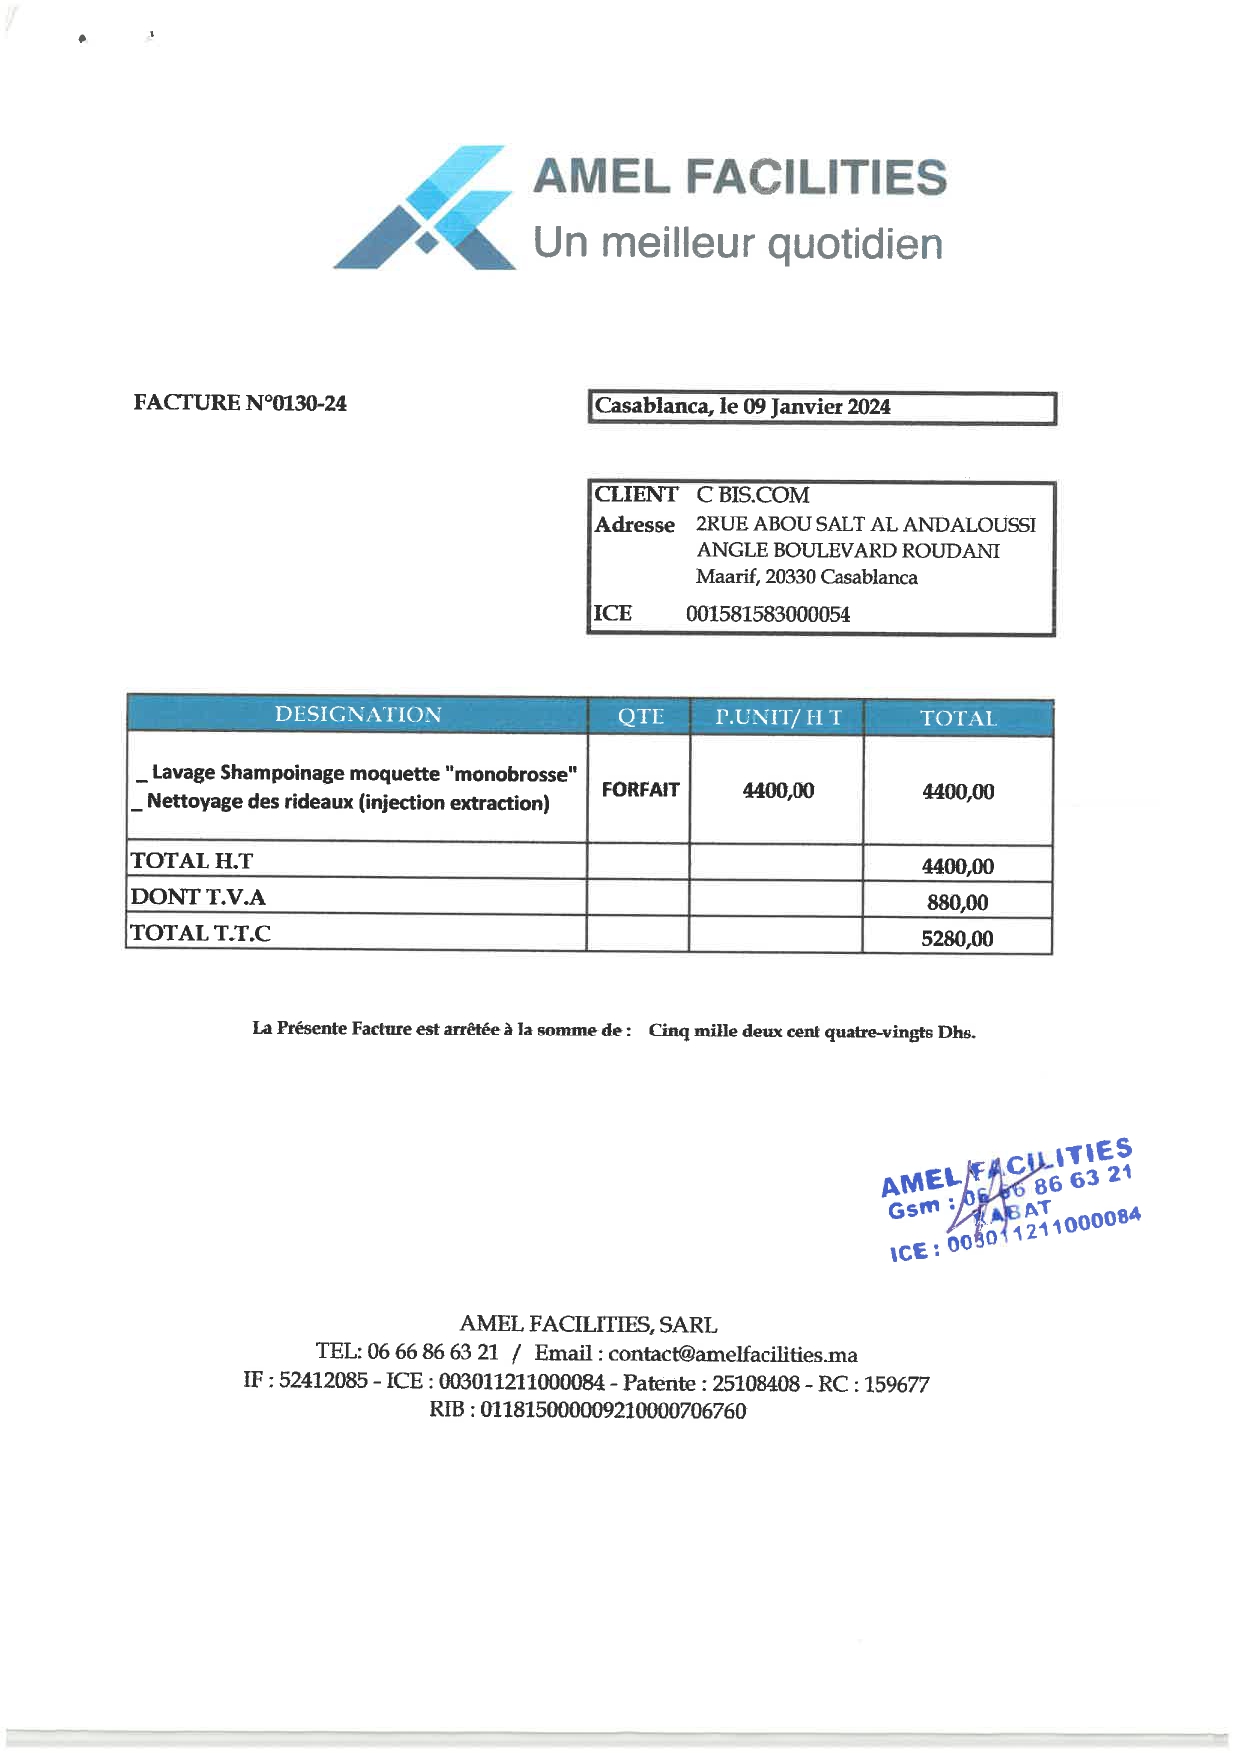 AMEL FACILITIES
Un meilleur quotidien
FACTURE N°0130-24
Casablanca, le 09 Janvier 2024
CLIENT C BIS.COM
Adresse 2RUE ABOU SALT AL ANDALOUSSI
ANGLE BOULEVARD ROUDANI
Maarif, 20330 Casablanca
ICE 001581583000054
DESIGNATION QTE P.UNIT/ H T TOTAL
_ Lavage Shampoinage moquette "monobrosse"
_ Nettoyage des rideaux (injection extraction)
FORFAIT 4400,00 4400,00
TOTAL H.T 4400,00
DONT T.V.A 880,00
TOTAL T.T.C 5280,00
La Présente Facture est arrêtée à la somme de : Cinq mille deux cent quatre-vingts Dhs.
AMEL FACILITIES
Gsm : 06 66 86 63 21
RABAT
ICE : 003011211000084
AMEL FACILITIES, SARL
TEL: 06 66 86 63 21 / Email : contact@amelfacilities.ma
IF : 52412085 - ICE : 003011211000084 - Patente : 25108408 - RC : 159677
RIB : 011815000009210000706760